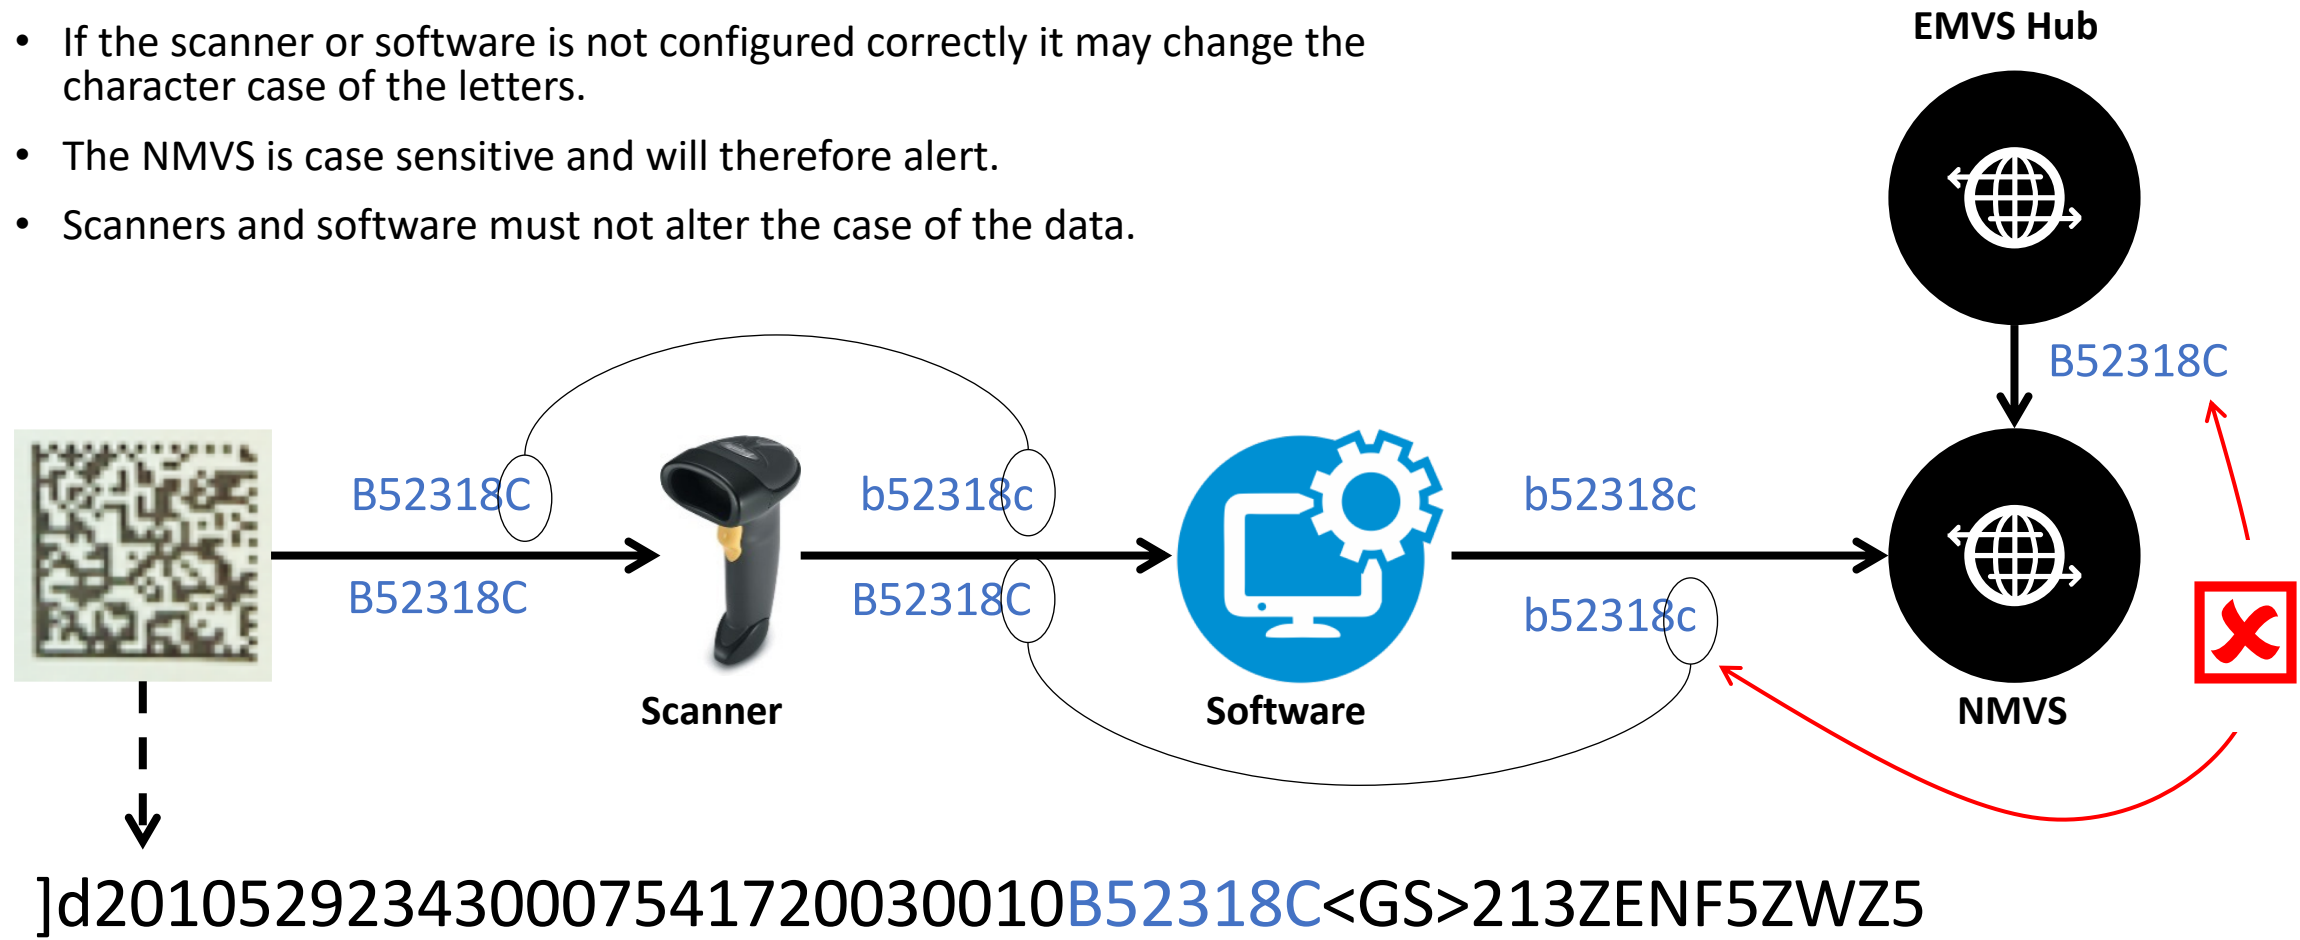 • If the scanner or software is not configured correctly it may change the
character case of the letters.
• The NMVS is case sensitive and will therefore alert.
• Scanners and software must not alter the case of the data.
EMVS Hub
B52318C
B52318C
b52318c
b52318c
B52318C
B52318C
b52318c
Scanner
Software
NMVS
]d201052923430007541720030010B52318C<GS>213ZENF5ZWZ5